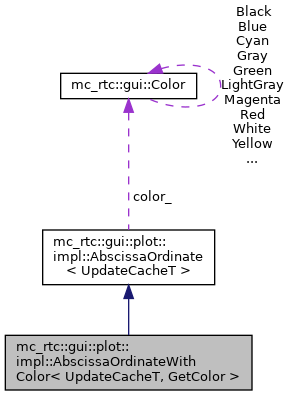 Black
Blue
Cyan
Gray
Green
LightGray
Magenta
Red
White
Yellow
...
mc_rtc::gui::Color
color_
mc_rtc::gui::plot::
impl::AbscissaOrdinate
< UpdateCacheT >
mc_rtc::gui::plot::
impl::AbscissaOrdinateWith
Color< UpdateCacheT, GetColor >